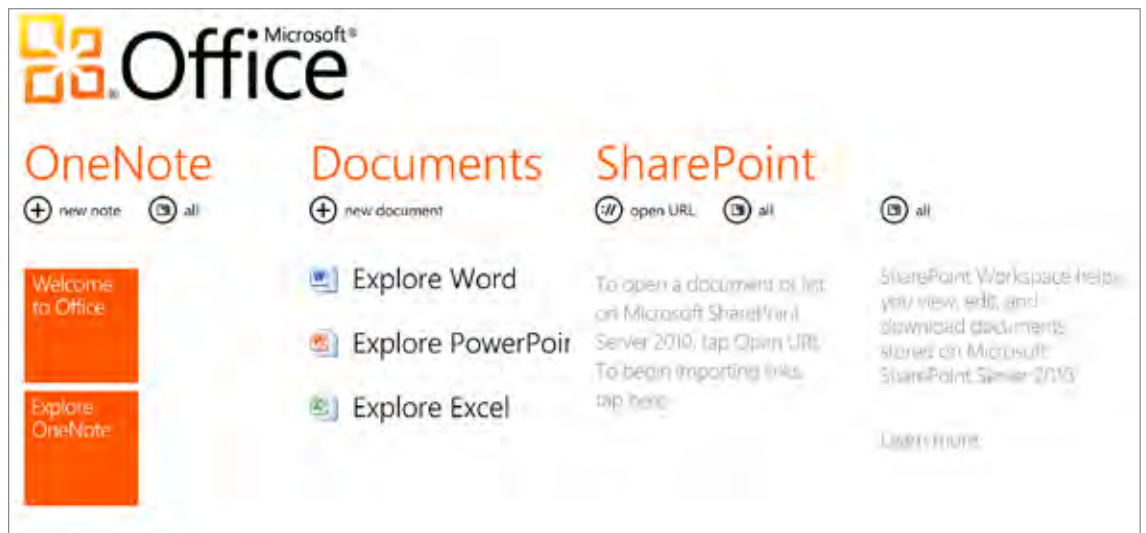 Microsoft®
Office
OneNote
new note all
Welcome
to Office
Explore
OneNote
Documents
new document
Explore Word
Explore PowerPoir
Explore Excel
SharePoint
:// open URL all
To open a document or list
on Microsoft SharePoint
Server 2010, tap Open URL
To begin importing links,
tap here
all
SharePoint Workspace helps
you view, edit, and
download documents
stored on Microsoft
SharePoint Server 2010
Learn more